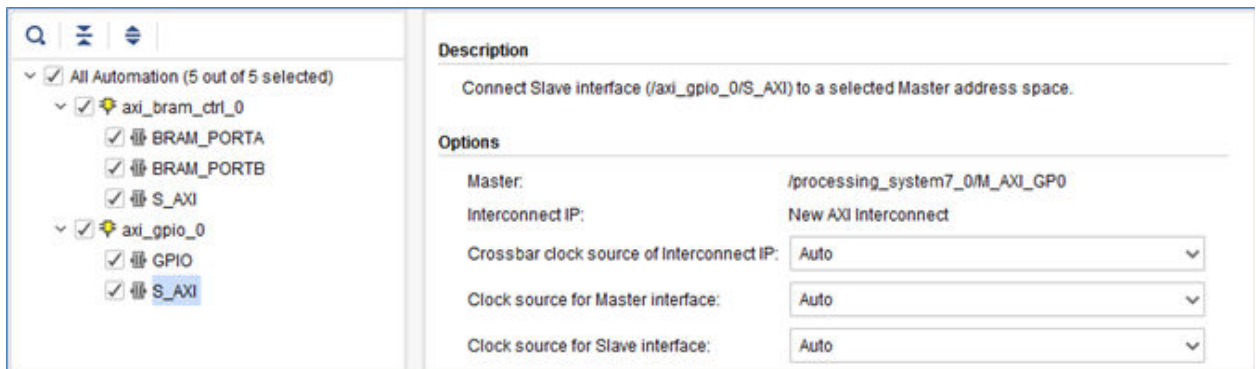 All Automation (5 out of 5 selected)
axi_bram_ctrl_0
BRAM_PORTA
BRAM_PORTB
S_AXI
axi_gpio_0
GPIO
S_AXI
Description
Connect Slave interface (/axi_gpio_0/S_AXI) to a selected Master address space.
Options
Master: /processing_system7_0/M_AXI_GP0
Interconnect IP: New AXI Interconnect
Crossbar clock source of Interconnect IP: Auto
Clock source for Master interface: Auto
Clock source for Slave interface: Auto